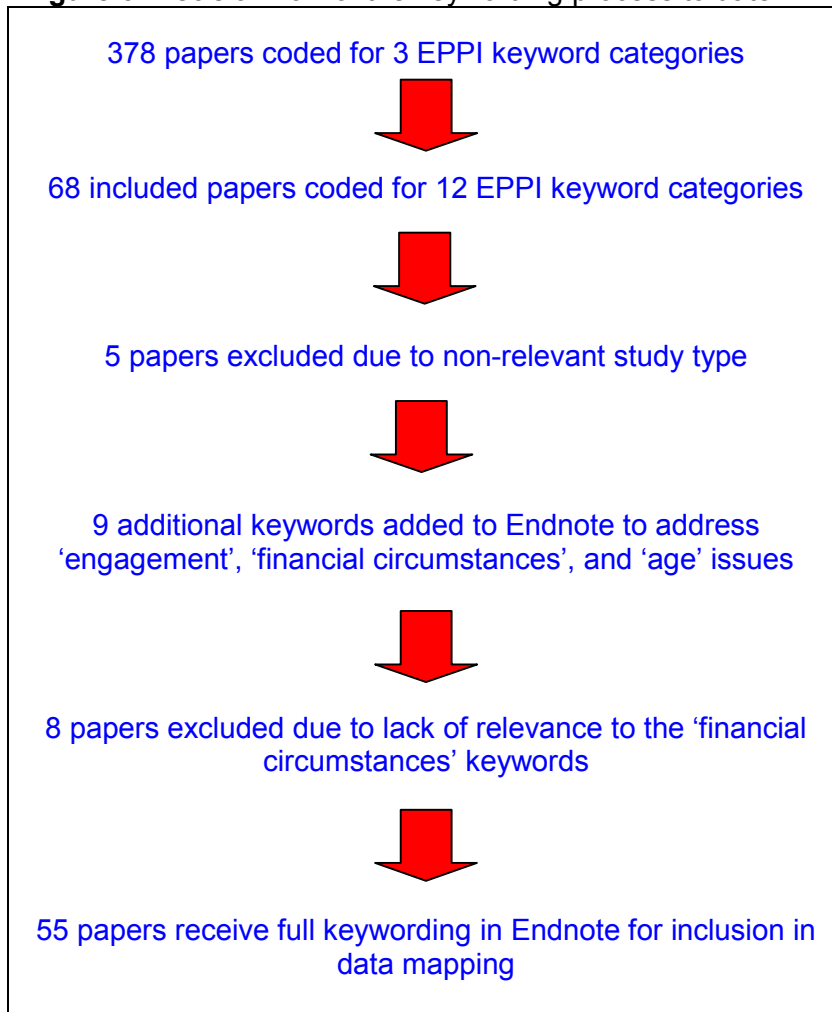 378 papers coded for 3 EPPI keyword categories
68 included papers coded for 12 EPPI keyword categories
5 papers excluded due to non-relevant study type
9 additional keywords added to Endnote to address
‘engagement’, ‘financial circumstances’, and ‘age’ issues
8 papers excluded due to lack of relevance to the ‘financial
circumstances’ keywords
55 papers receive full keywording in Endnote for inclusion in
data mapping